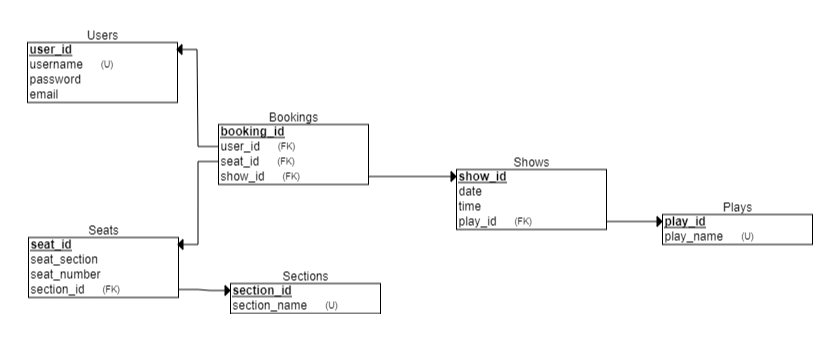 Users
user_id
username (U)
password
email
Bookings
booking_id
user_id (FK)
seat_id (FK)
show_id (FK)
Shows
show_id
date
time
play_id (FK)
Plays
play_id
play_name (U)
Seats
seat_id
seat_section
seat_number
section_id (FK)
Sections
section_id
section_name (U)